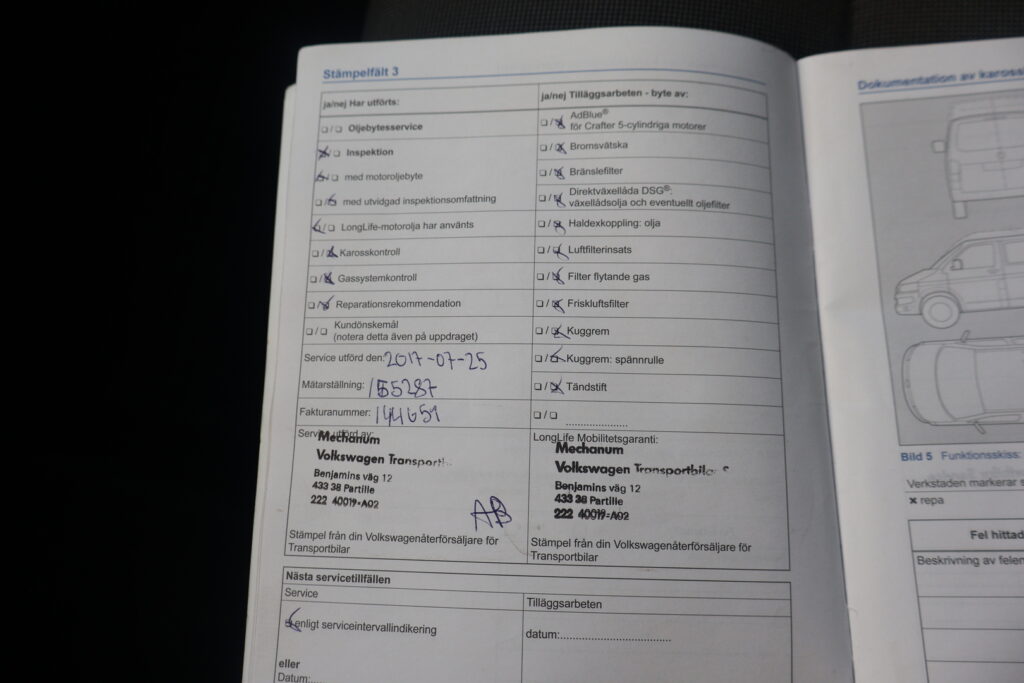 Stämpelfält 3
ja/nej Har utförts:
❏ / ❏ Oljebytesservice
❏ Inspektion
❏ med motoroljebyte
❏ / med utvidgad inspektionsomfattning
/ ❏ LongLife-motorolja har använts
❏ / Karosskontroll
❏ / Gassystemkontroll
❏ / Reparationsrekommendation
❏ / ❏ Kundönskemål
(notera detta även på uppdraget)
Service utförd den: 2017-07-25
Mätarställning: 155287
Fakturanummer: 144651
Service utförd av:
Mechanum
Volkswagen
Benjamins väg 12
433 38 Partille
222 40019-A02
AB
Stämpel från din Volkswagenåterförsäljare för
Transportbilar
ja/nej Tilläggsarbeten - byte av:
❏ / AdBlue®
för Crafter 5-cylindriga motorer
❏ / Bromsvätska
❏ / Bränslefilter
❏ / Direktväxellåda DSG®:
växellådsolja och eventuellt oljefilter
❏ / Haldexkoppling: olja
❏ / Luftfilterinsats
❏ / Filter flytande gas
❏ / Friskluftsfilter
❏ / Kuggrem
❏ / Kuggrem: spännrulle
❏ / Tändstift
❏ / ❏
......................
LongLife Mobilitetsgaranti:
Mechanum
Volkswagen
Benjamins väg 12
433 38 Partille
222 40019-A02
Stämpel från din Volkswagenåterförsäljare för
Transportbilar
Nästa servicetillfällen
Service
enligt serviceintervallindikering
eller
Datum:
Tilläggsarbeten
datum:..................................
Dokumentation av
Bild 5 Funktionsskiss:
Verkstaden markerar
× repa
Fel
Beskrivning av